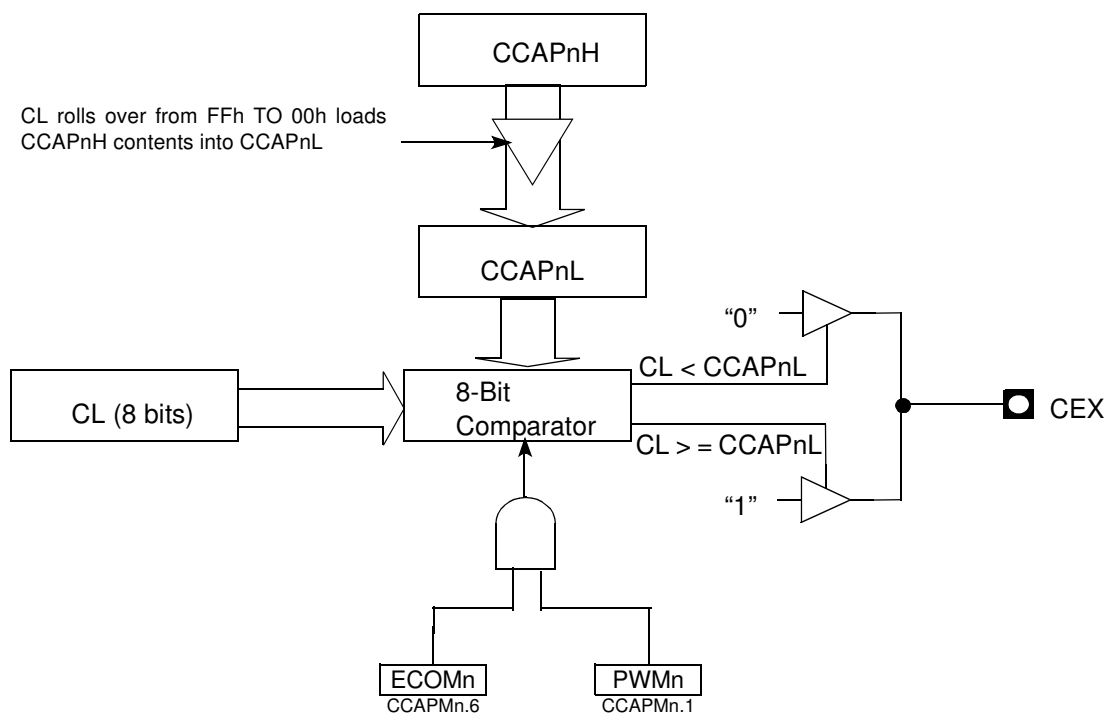 CCAPnH
CL rolls over from FFh TO 00h loads
CCAPnH contents into CCAPnL
CCAPnL
“0”
CL < CCAPnL
CL (8 bits)
8-Bit
Comparator
CEX
CL > = CCAPnL
“1”
ECOMn
PWMn
CCAPMn.6
CCAPMn.1